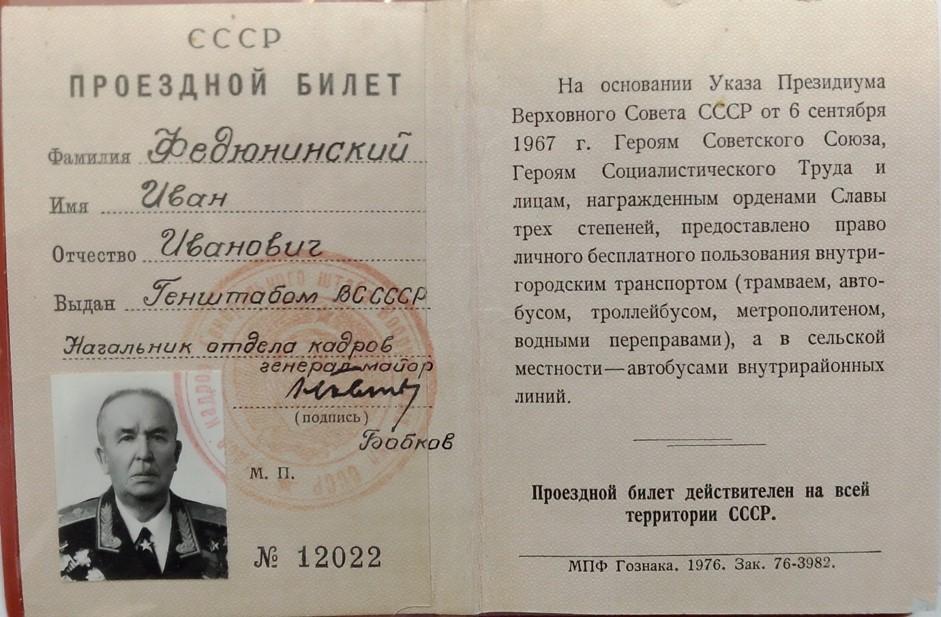 СССР
ПРОЕЗДНОЙ БИЛЕТ
Фамилия Федюнинский
Имя Иван
Отчество Иванович
Выдан Генштабом ВС СССР
Начальник отдела кадров
генерал-майор
(подпись)
Бобков
М. П.
№ 12022
На основании Указа Президиума
Верховного Совета СССР от 6 сентября
1967 г. Героям Советского Союза,
Героям Социалистического Труда и
лицам, награжденным орденами Славы
трех степеней, предоставлено право
личного бесплатного пользования внутри-
городским транспортом (трамваем, авто-
бусом, троллейбусом, метрополитеном,
водными переправами), а в сельской
местности—автобусами внутрирайонных
линий.
Проездной билет действителен на всей
территории СССР.
МПФ Гознака. 1976. Зак. 76-3982.